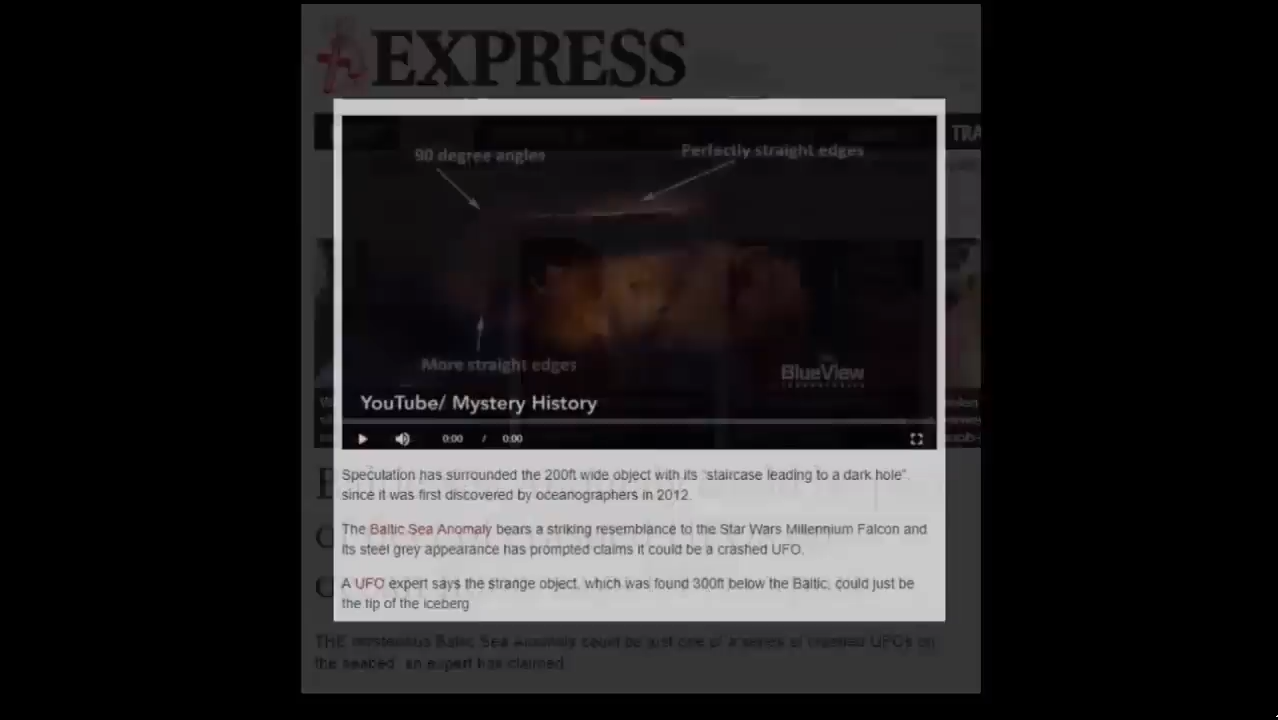 EXPRESS
TRA
90 degree angles
Perfectly straight edges
More straight edges
BlueView
YouTube/ Mystery History
0:00 / 0:00
Speculation has surrounded the 200ft wide object with its "staircase leading to a dark hole".
since it was first discovered by oceanographers in 2012.
The Baltic Sea Anomaly bears a striking resemblance to the Star Wars Millennium Falcon and
its steel grey appearance has prompted claims it could be a crashed UFO.
A UFO expert says the strange object, which was found 300ft below the Baltic, could just be
the tip of the iceberg
THE mysterious Baltic Sea Anomaly could be just one of a series of crashed UFOs on
the seabed, an expert has claimed.